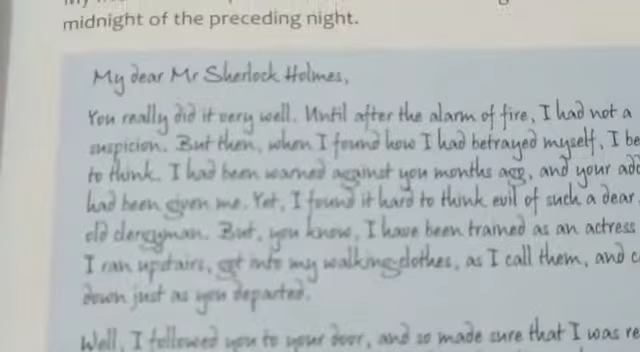 midnight of the preceding night.
My dear Mr Sherlock Holmes,
You really did it very well. Until after the alarm of fire, I had not a
suspicion. But then, when I found how I had betrayed myself, I be
to think. I had been warned against you months ago, and your add
had been given me. Yet, I found it hard to think evil of such a dear
old clergyman. But, you know, I have been trained as an actress
I ran upstairs, got into my walking-clothes, as I call them, and c
down just as you departed.
Well, I followed you to your door, and so made sure that I was re